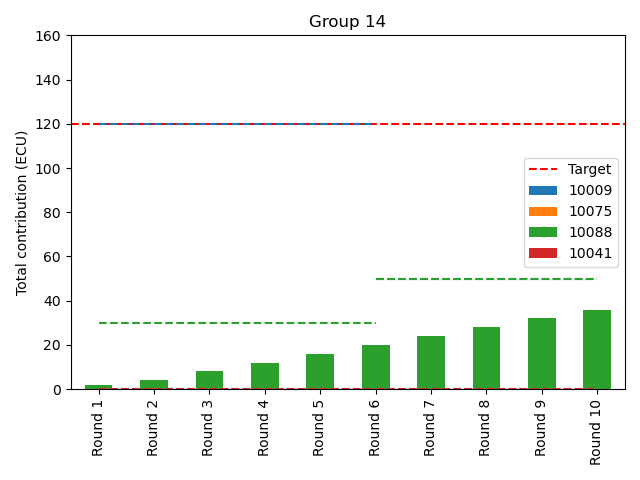 Group 14
Total contribution (ECU)
160
140
120
100
80
60
40
20
0
Target
10009
10075
10088
10041
Round 1
Round 2
Round 3
Round 4
Round 5
Round 6
Round 7
Round 8
Round 9
Round 10